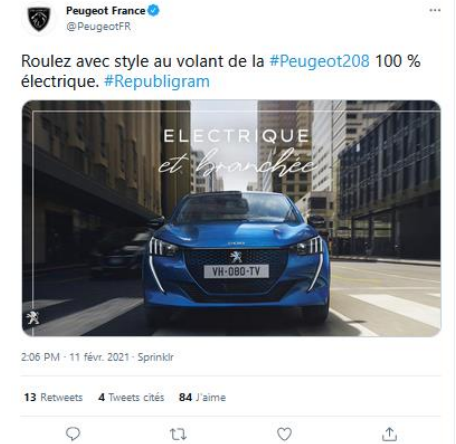 Peugeot France
@PeugeotFR
Roulez avec style au volant de la #Peugeot208 100 %
électrique. #Republigram
ELECTRIQUE
et branchée
VH-080-TV
2:06 PM · 11 févr. 2021 · Sprinklr
13 Retweets 4 Tweets cités 84 J'aime